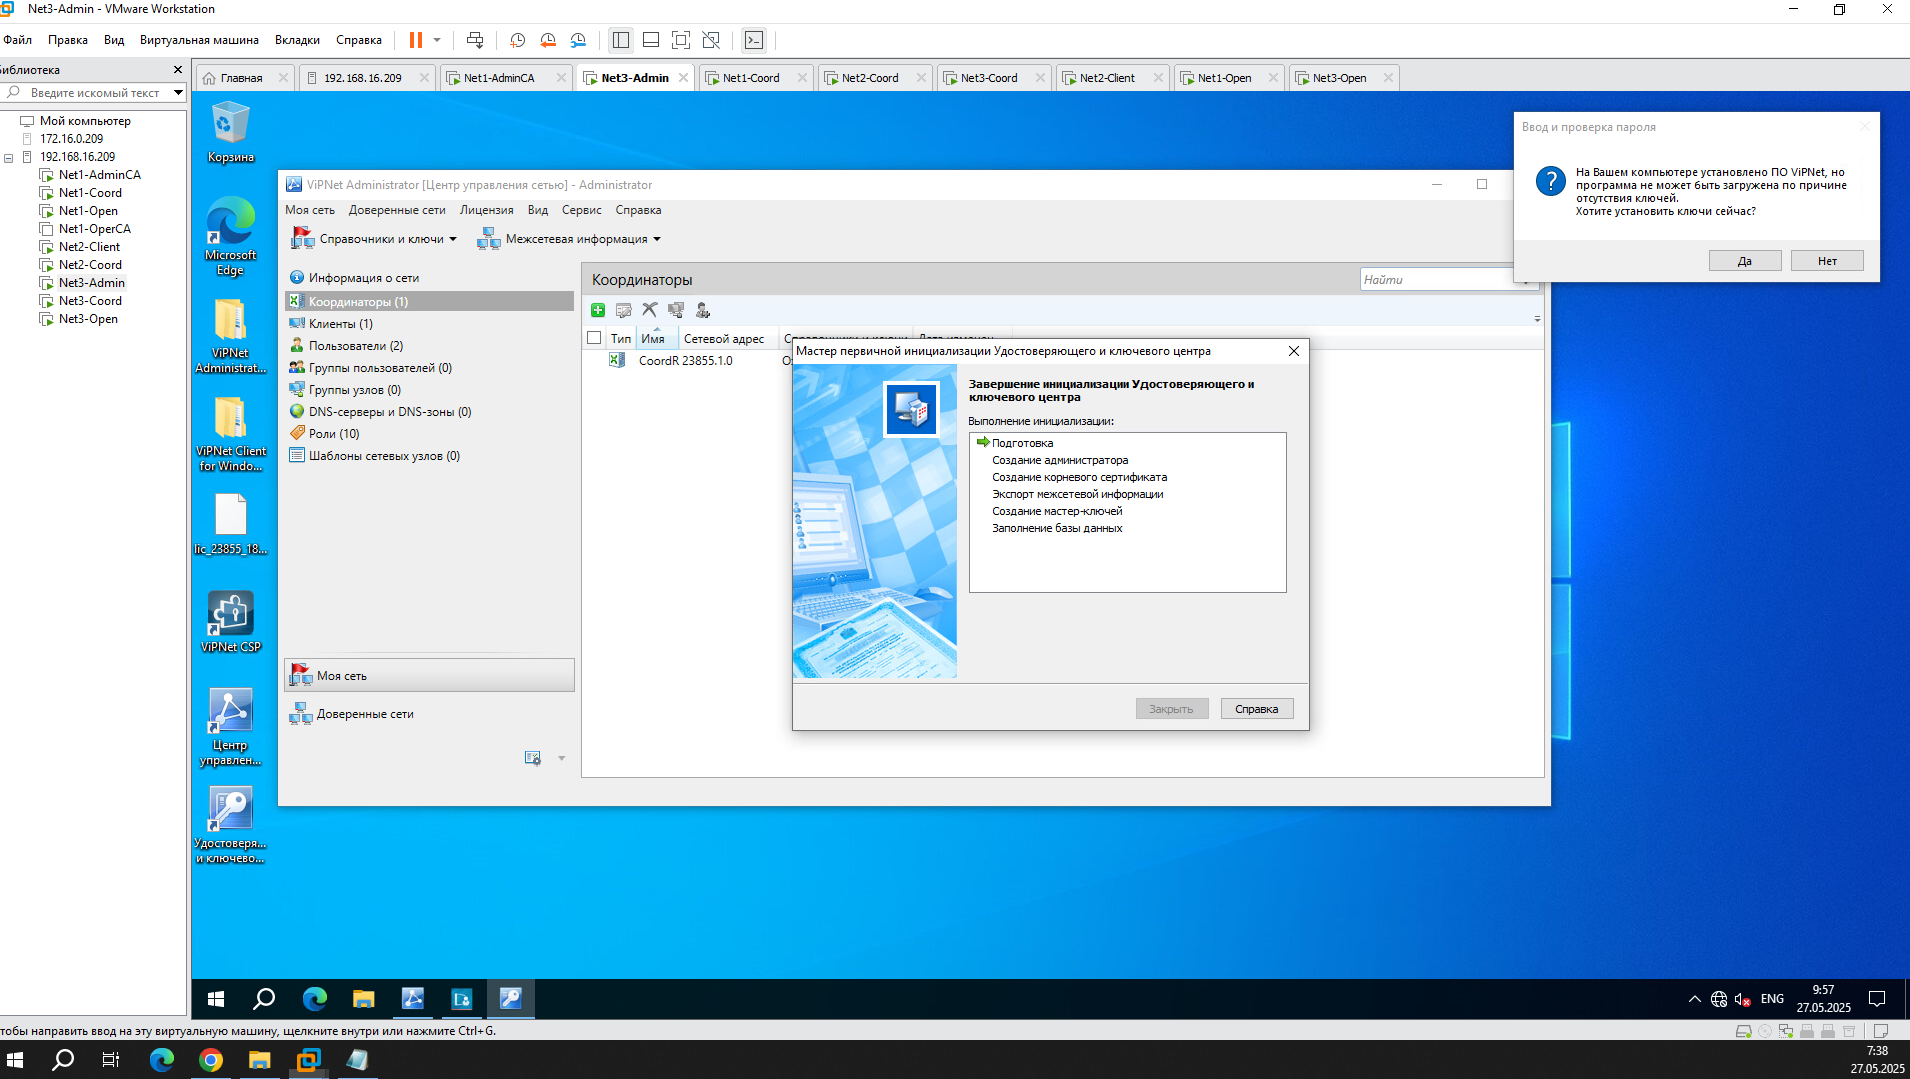 Net3-Admin - VMware Workstation
Файл Правка Вид Виртуальная машина Вкладки Справка
иблиотека
Введите искомый текст
Мой компьютер
172.16.0.209
192.168.16.209
Net1-AdminCA
Net1-Coord
Net1-Open
Net1-OperCA
Net2-Client
Net2-Coord
Net3-Admin
Net3-Coord
Net3-Open
Главная 192.168.16.209 Net1-AdminCA Net3-Admin Net1-Coord Net2-Coord Net3-Coord Net2-Client Net1-Open Net3-Open
Корзина
Microsoft
Edge
ViPNet
Administrat...
ViPNet Client
for Windo...
lic_23855_18...
ViPNet CSP
Центр
управлен...
Удостоверя...
и ключево...
ViPNet Administrator [Центр управления сетью] - Administrator
Моя сеть Доверенные сети Лицензия Вид Сервис Справка
Справочники и ключи Межсетевая информация
Информация о сети
Координаторы (1)
Клиенты (1)
Пользователи (2)
Группы пользователей (0)
Группы узлов (0)
DNS-серверы и DNS-зоны (0)
Роли (10)
Шаблоны сетевых узлов (0)
Моя сеть
Доверенные сети
Координаторы
Найти
Тип Имя Сетевой адрес
CoordR 23855.1.0
Мастер первичной инициализации Удостоверяющего и ключевого центра
Завершение инициализации Удостоверяющего и
ключевого центра
Выполнение инициализации:
Подготовка
Создание администратора
Создание корневого сертификата
Экспорт межсетевой информации
Создание мастер-ключей
Заполнение базы данных
Закрыть Справка
Ввод и проверка пароля
На Вашем компьютере установлено ПО ViPNet, но
программа не может быть загружена по причине
отсутствия ключей.
Хотите установить ключи сейчас?
Да Нет
ENG
9:57
27.05.2025
тобы направить ввод на эту виртуальную машину, щелкните внутри или нажмите Ctrl+G.
7:38
27.05.2025